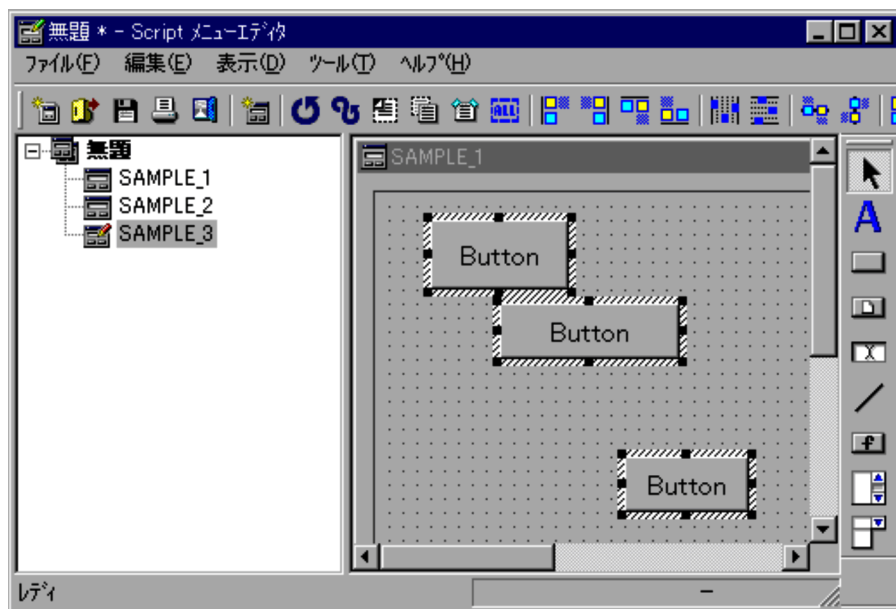 無題 * - Script ﾒﾆｭｰｴﾃﾞｨﾀ
ﾌｧｲﾙ(F) 編集(E) 表示(D) ﾂｰﾙ(T) ﾍﾙﾌﾟ(H)
ALL
無題
SAMPLE_1
SAMPLE_2
SAMPLE_3
SAMPLE_1
Button
Button
Button
A
ﾚﾃﾞｨ